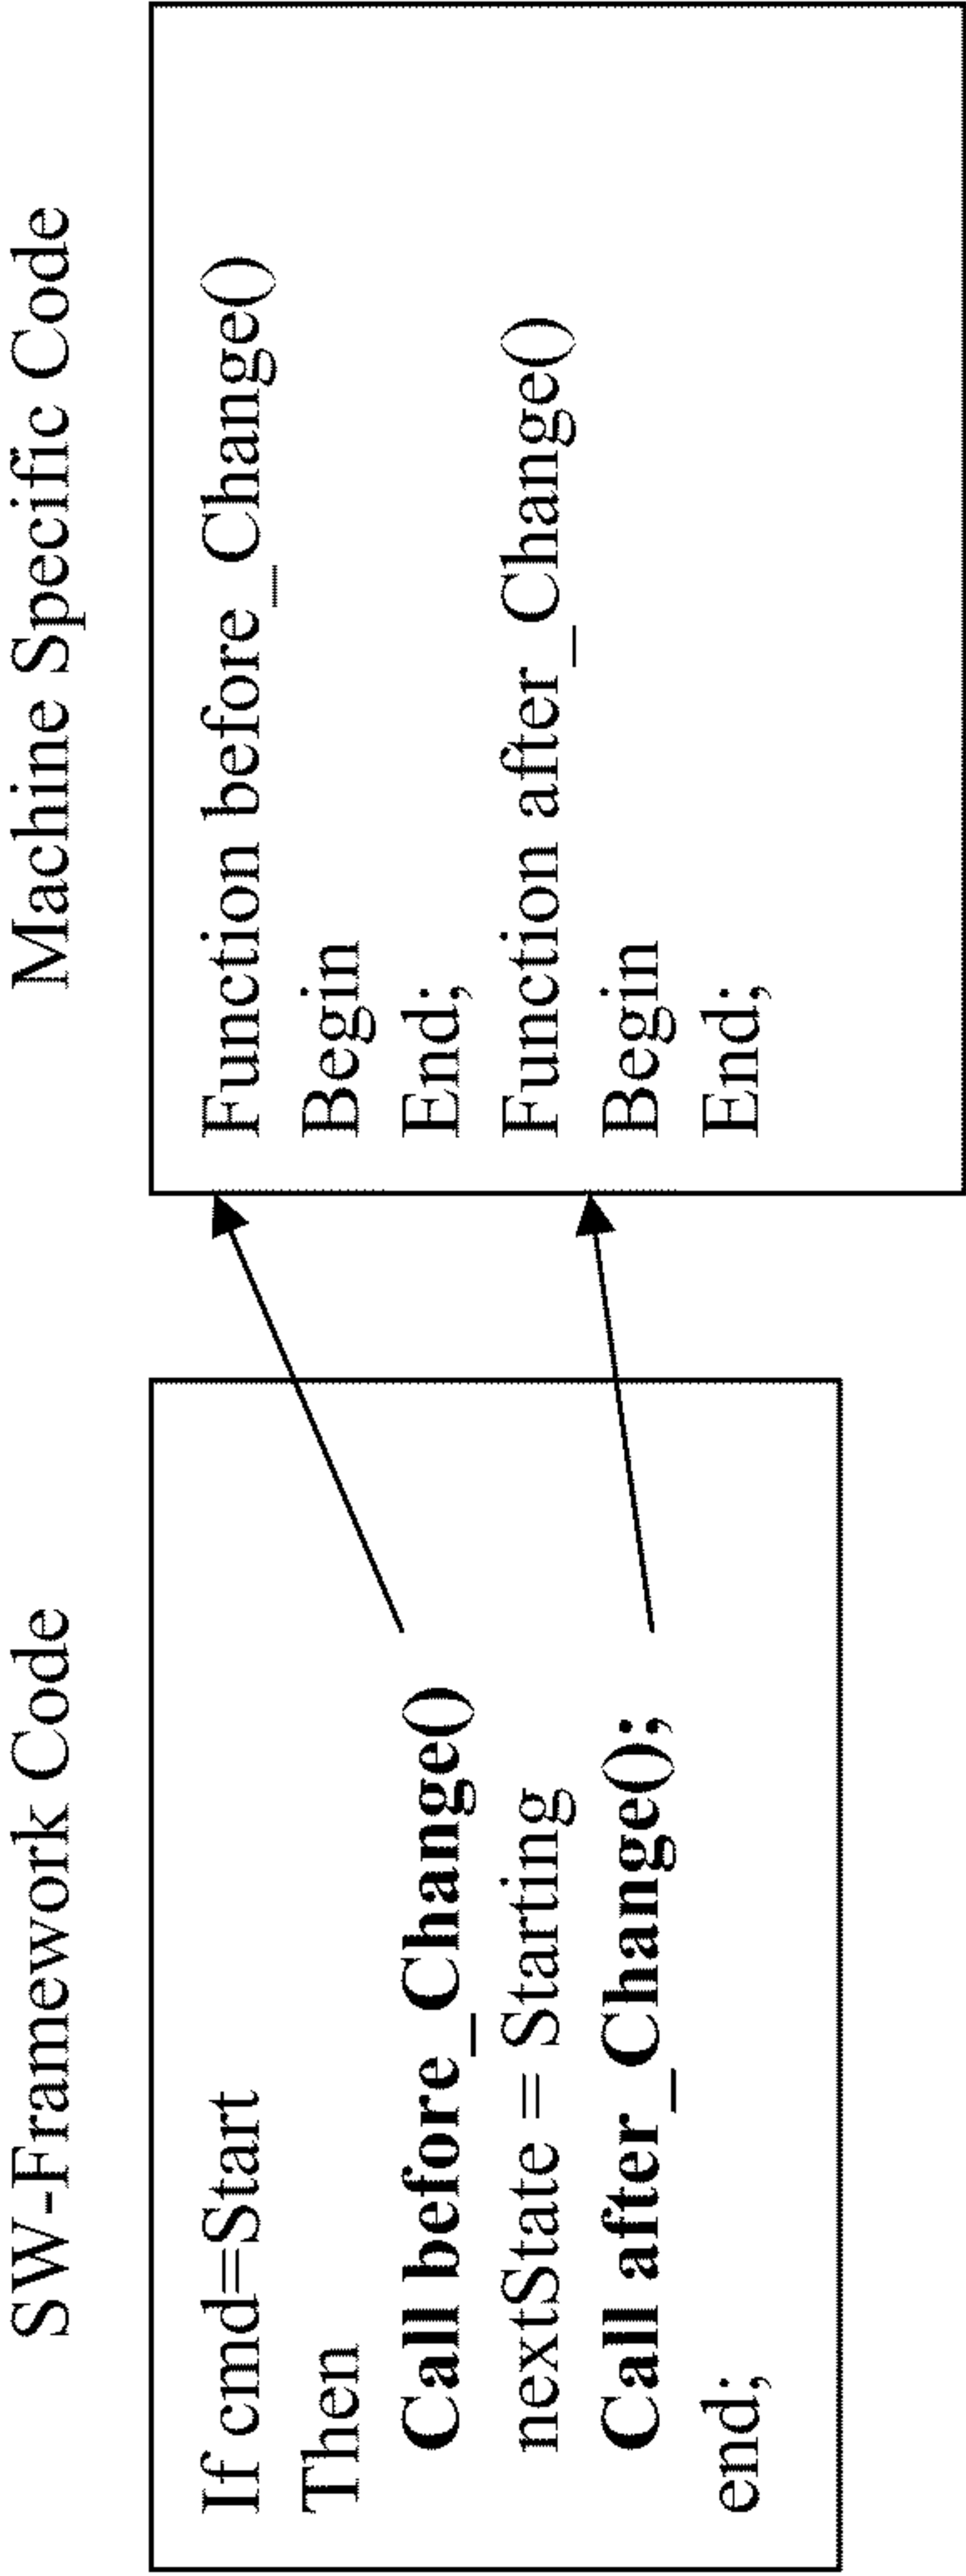 SW-Framework Code
If cmd=Start
Then
Call before_Change()
nextState = Starting
Call after_Change();
end;
Machine Specific Code
Function before_Change()
Begin
End;
Function after_Change()
Begin
End;